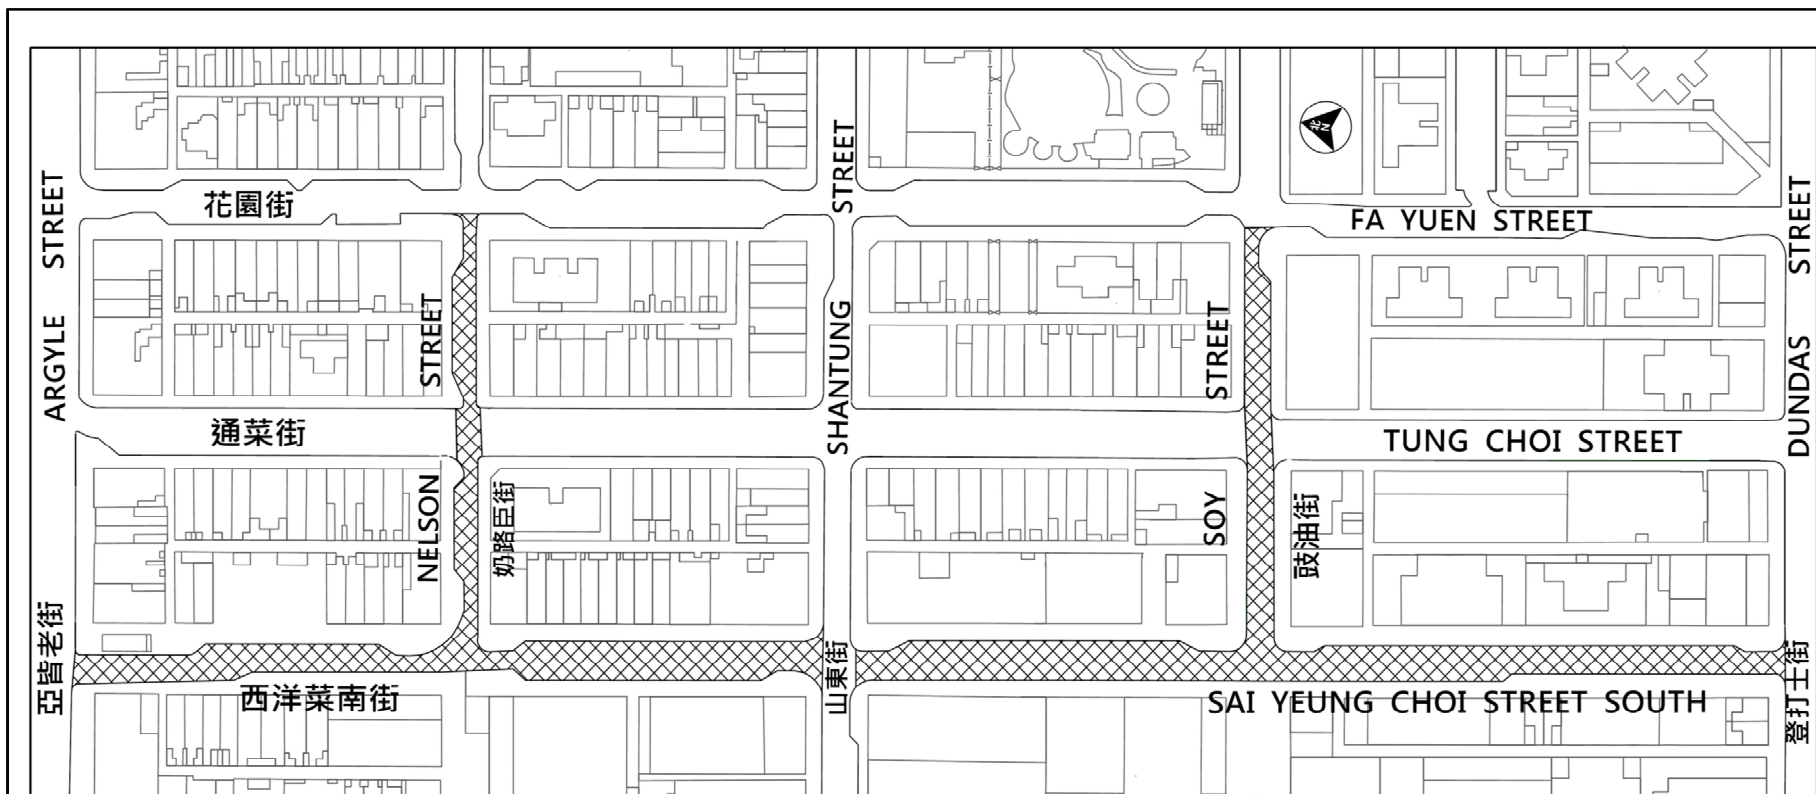 ARGYLE STREET
亞皆老街
花園街
FA YUEN STREET
通菜街
TUNG CHOI STREET
西洋菜南街
SAI YEUNG CHOI STREET SOUTH
NELSON STREET
奶路臣街
SHANTUNG STREET
山東街
SOY STREET
豉油街
DUNDAS STREET
登打士街
北 N